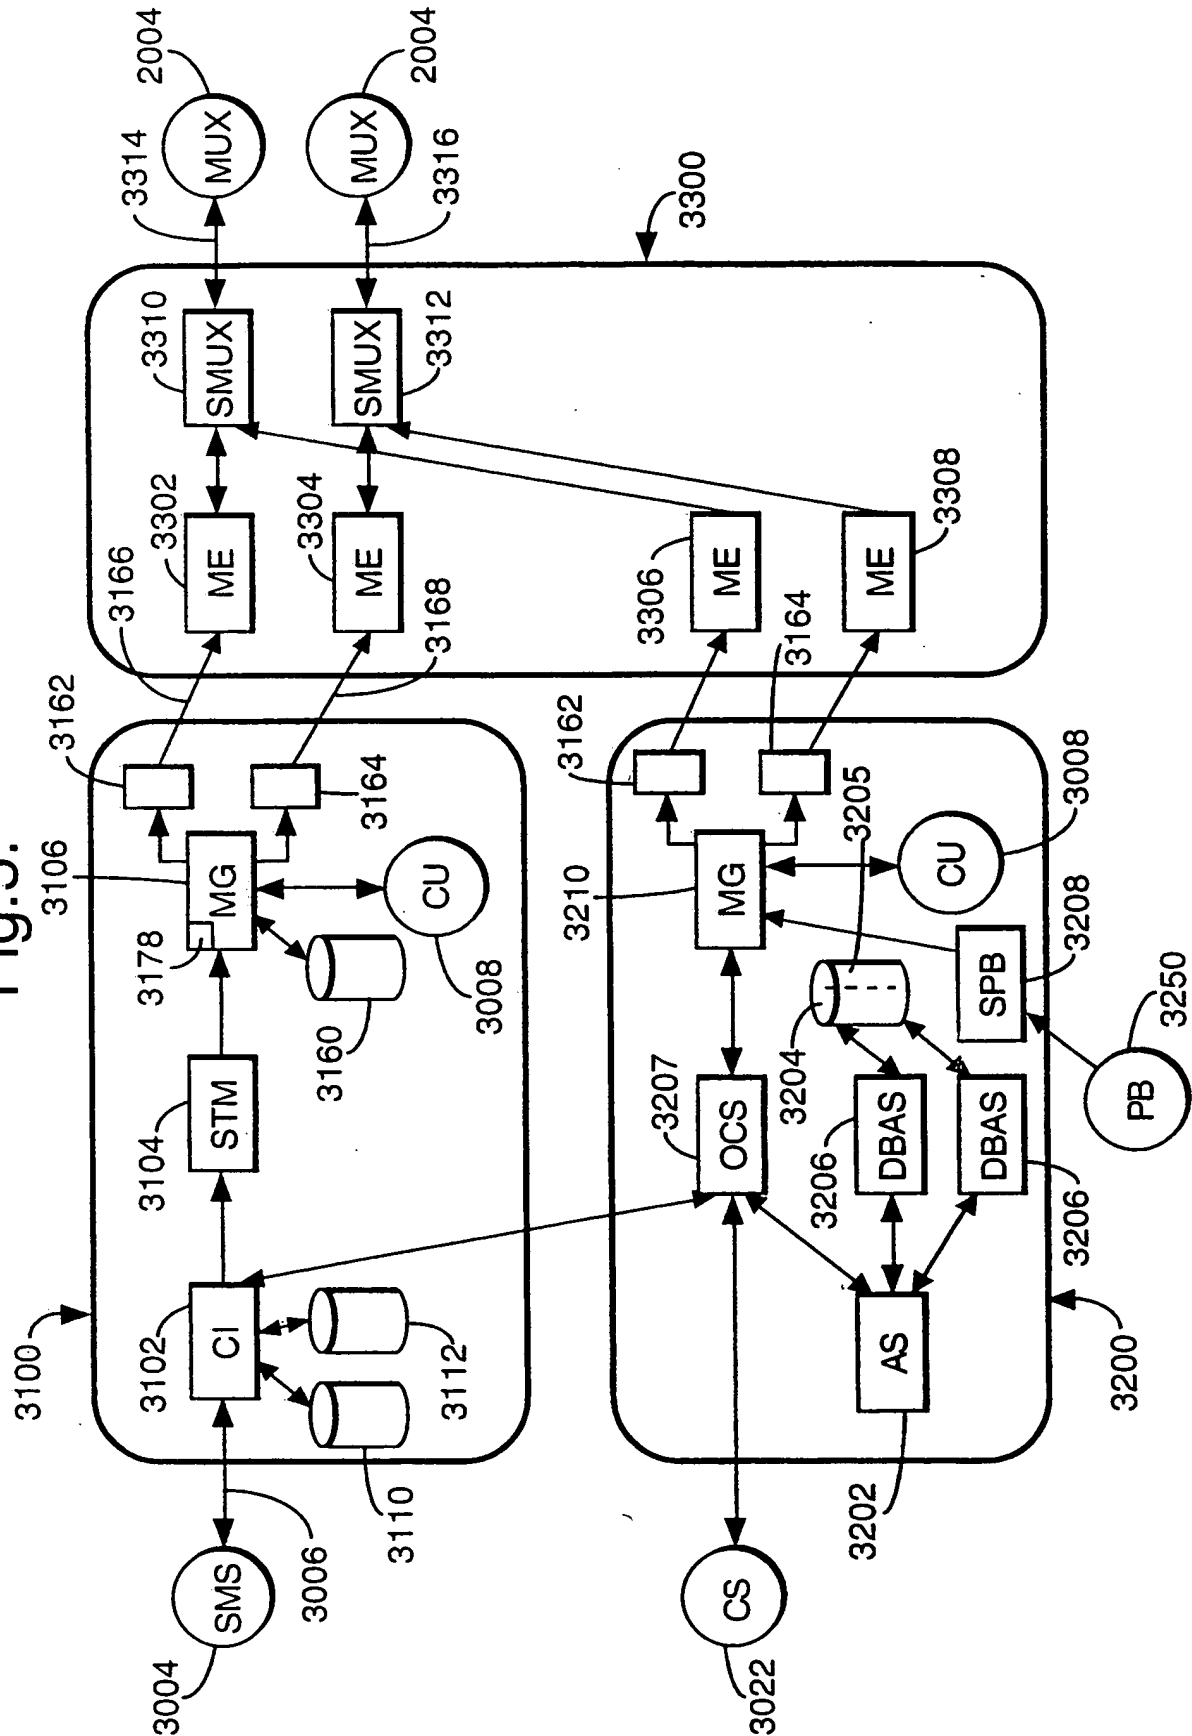 Fig.3.
3100
3004
SMS
3006
3102
CI
3110
3112
3104
STM
3106
3178
MG
3160
CU
3008
3162
3164
3166
3168
3302
ME
3304
ME
3310
SMUX
3312
SMUX
3314
3316
2004
MUX
2004
MUX
3300
3306
ME
3308
ME
3022
CS
3202
AS
3200
3207
OCS
3206
DBAS
3206
DBAS
3204
3205
3210
MG
3208
SPB
3250
PB
CU
3008
3162
3164